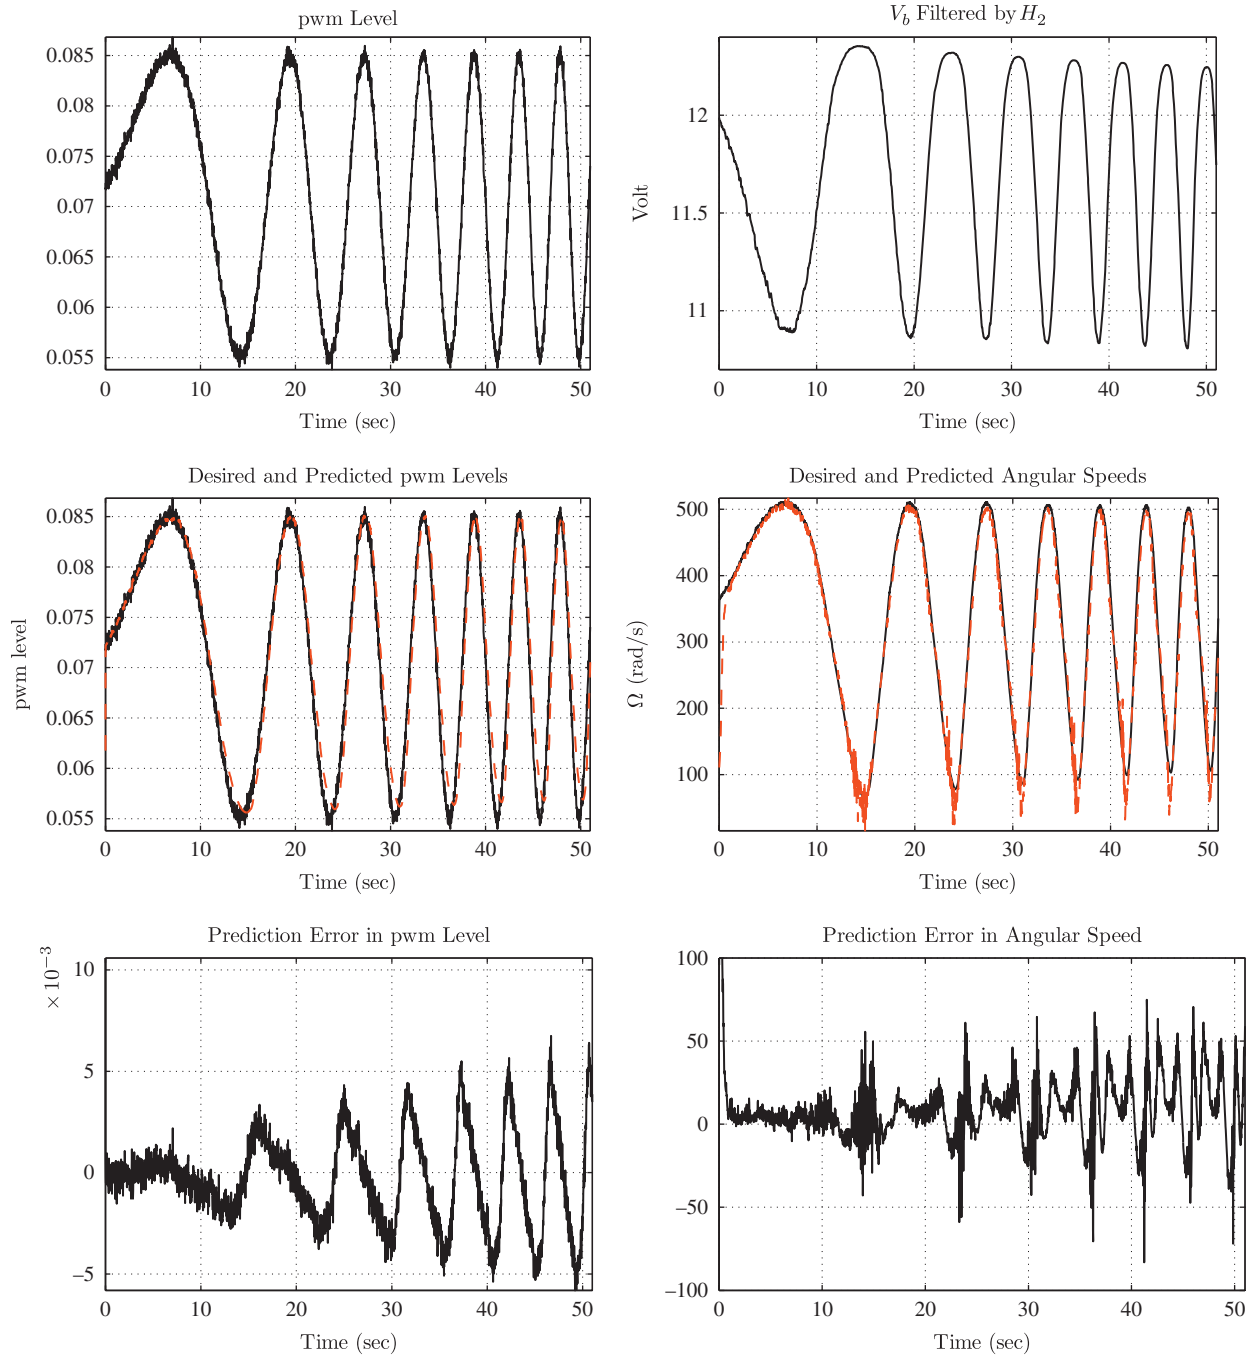 pwm Level
0.085
0.08
0.075
0.07
0.065
0.06
0.055
0 10 20 30 40 50
Time (sec)
V_b Filtered by H_2
Volt
12
11.5
11
0 10 20 30 40 50
Time (sec)
Desired and Predicted pwm Levels
pwm level
0.085
0.08
0.075
0.07
0.065
0.06
0.055
0 10 20 30 40 50
Time (sec)
Desired and Predicted Angular Speeds
Ω (rad/s)
500
400
300
200
100
0 10 20 30 40 50
Time (sec)
Prediction Error in pwm Level
×10⁻³
10
5
0
–5
0 10 20 30 40 50
Time (sec)
Prediction Error in Angular Speed
100
50
0
–50
–100
0 10 20 30 40 50
Time (sec)